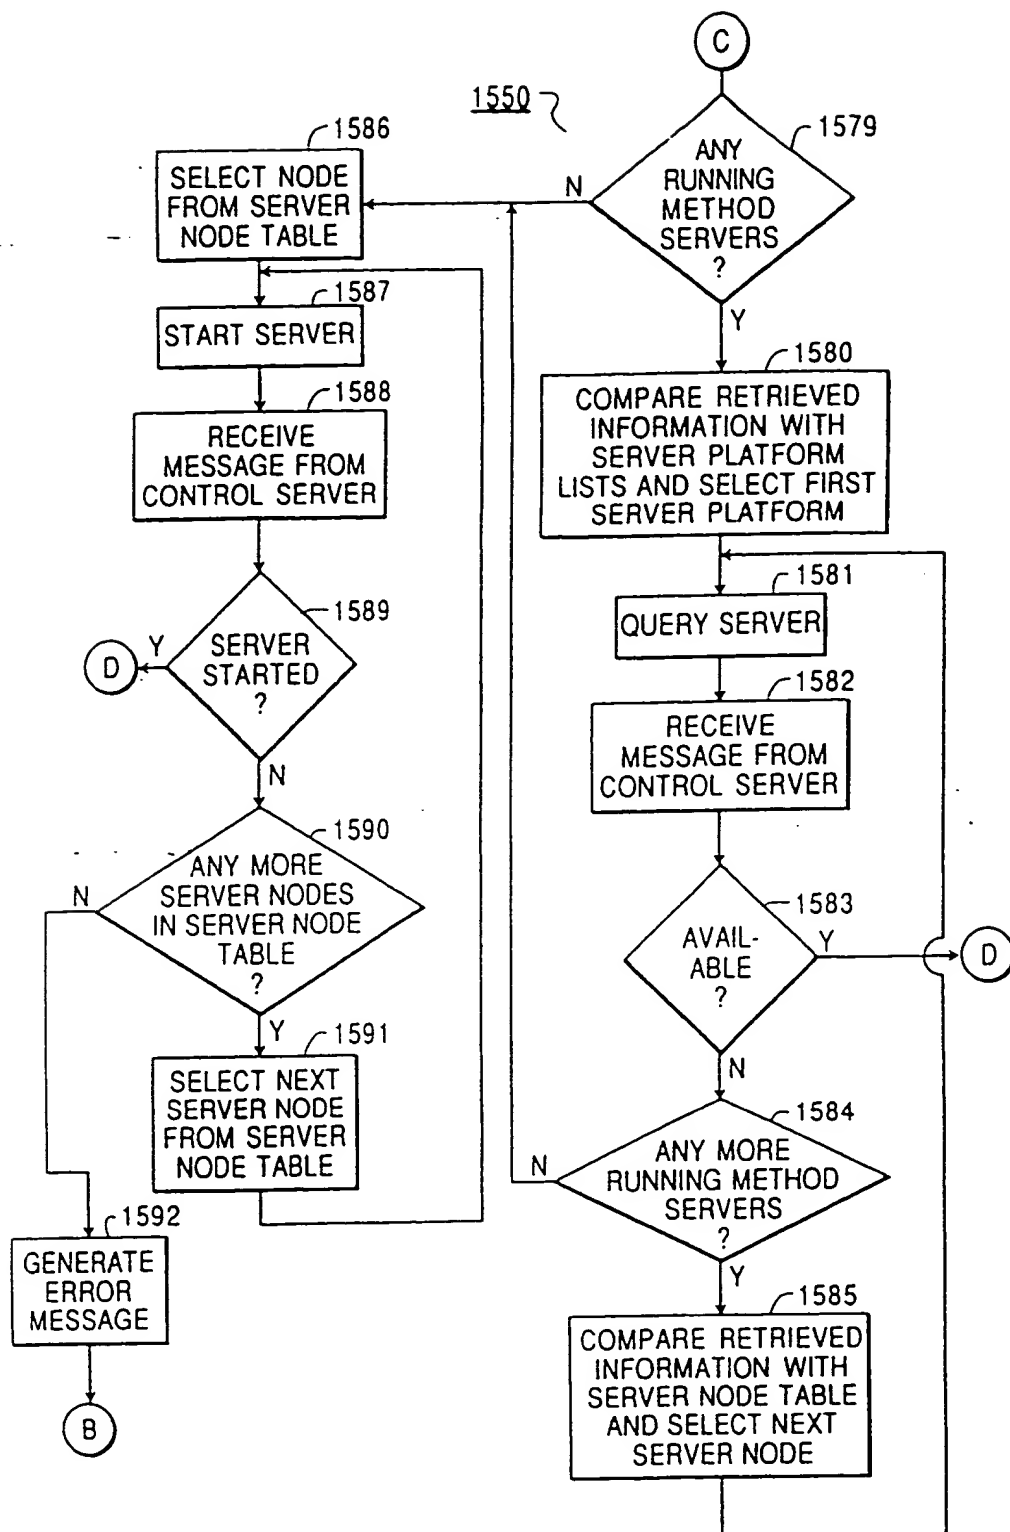 C
1550
1579
ANY
RUNNING
METHOD
SERVERS
?
N
Y
1586
SELECT NODE
FROM SERVER
NODE TABLE
1587
START SERVER
1588
RECEIVE
MESSAGE FROM
CONTROL SERVER
1589
SERVER
STARTED
?
Y
D
N
1590
ANY MORE
SERVER NODES
IN SERVER NODE
TABLE
?
N
Y
1591
SELECT NEXT
SERVER NODE
FROM SERVER
NODE TABLE
1592
GENERATE
ERROR
MESSAGE
B
1580
COMPARE RETRIEVED
INFORMATION WITH
SERVER PLATFORM
LISTS AND SELECT FIRST
SERVER PLATFORM
1581
QUERY SERVER
1582
RECEIVE
MESSAGE FROM
CONTROL SERVER
1583
AVAIL-
ABLE
?
Y
D
N
1584
ANY MORE
RUNNING METHOD
SERVERS
?
N
Y
1585
COMPARE RETRIEVED
INFORMATION WITH
SERVER NODE TABLE
AND SELECT NEXT
SERVER NODE